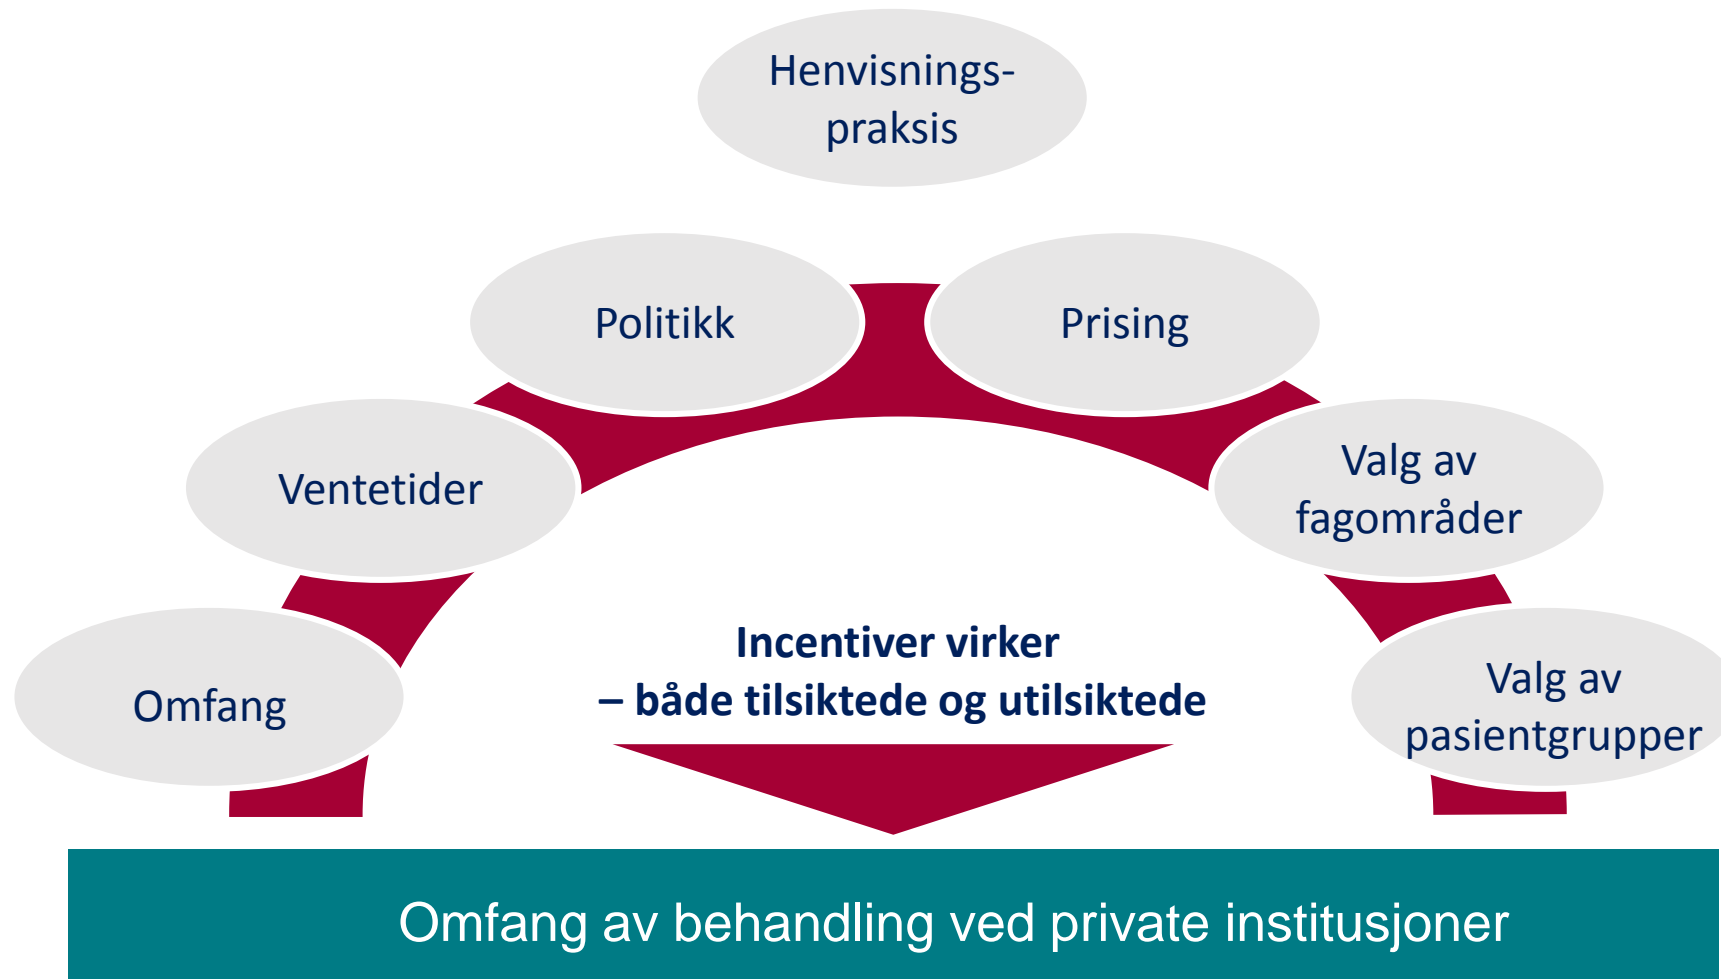 Henvisnings-
praksis
Politikk
Prising
Ventetider
Valg av
fagområder
Omfang
Incentiver virker
– både tilsiktede og utilsiktede
Valg av
pasientgrupper
Omfang av behandling ved private institusjoner